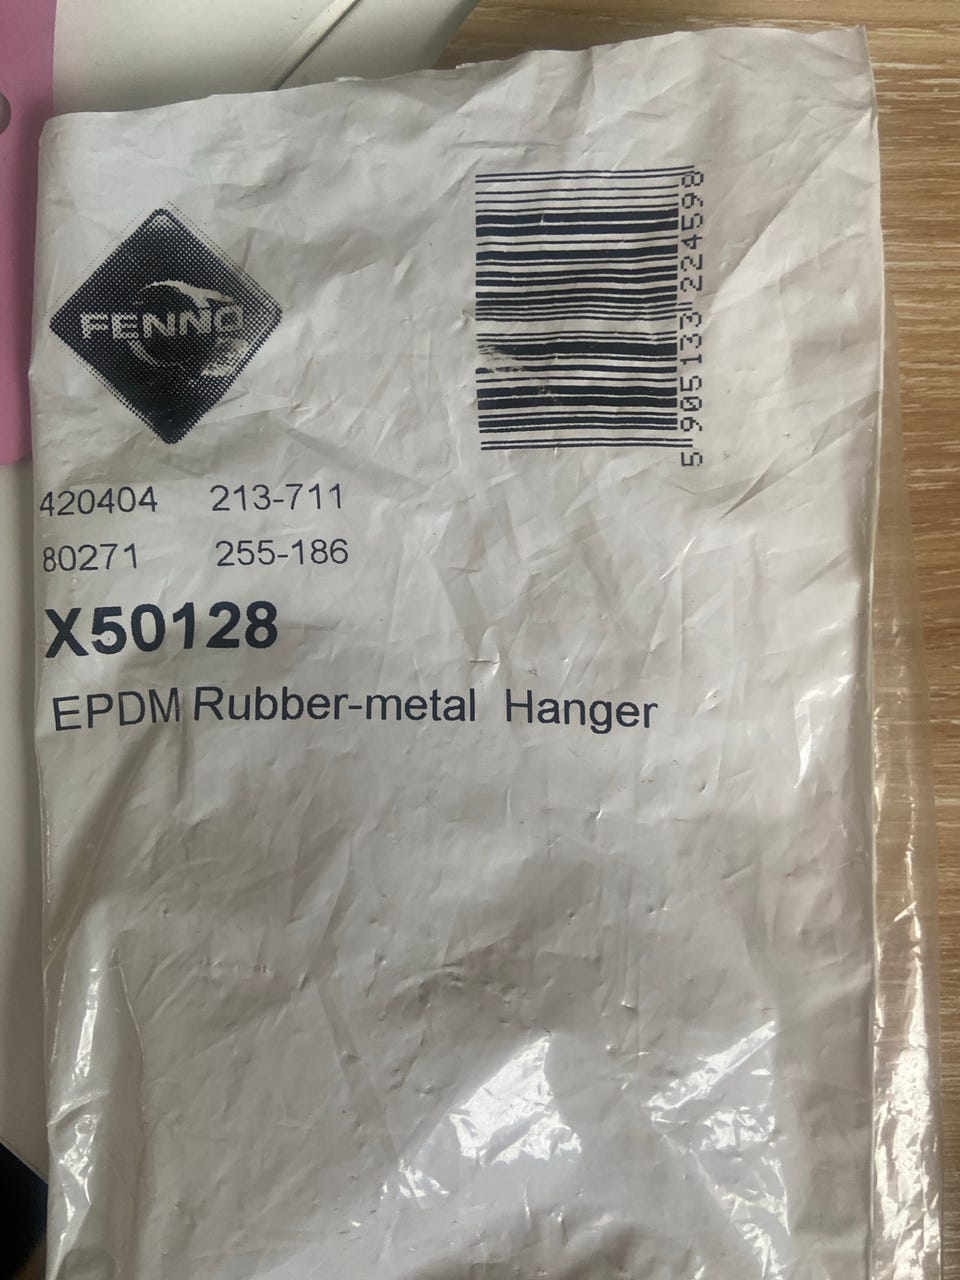 FENNO
5 905133 224598
420404 213-711
80271 255-186
X50128
EPDM Rubber-metal Hanger